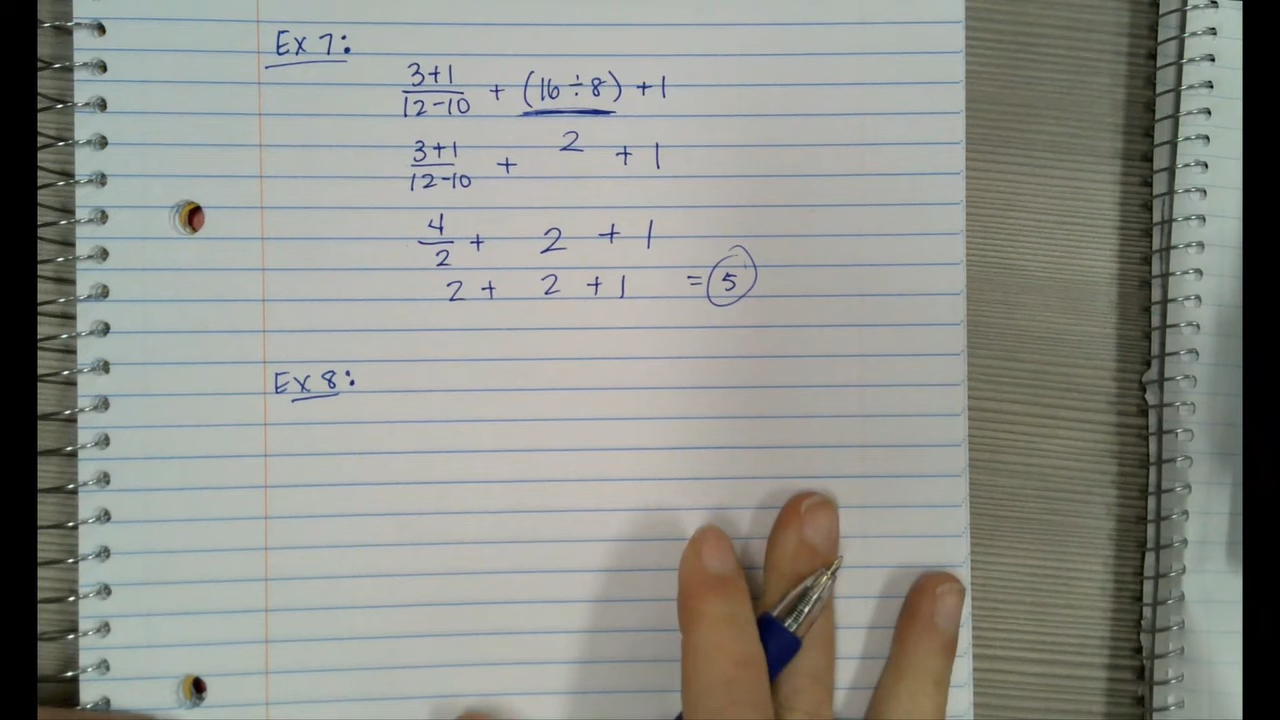 Ex 7:
3+1/12-10 + (16÷8) +1
3+1/12-10 + 2 + 1
4/2 + 2 + 1
2 + 2 + 1 = 5
Ex 8: